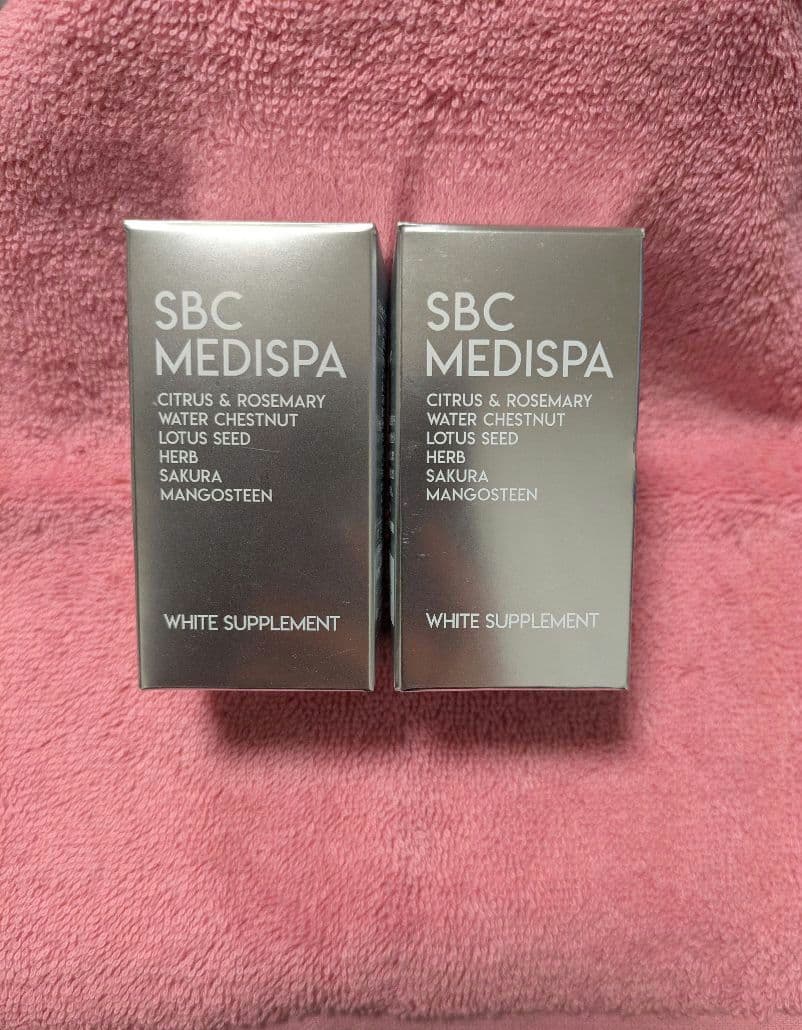 SBC
MEDISPA
CITRUS & ROSEMARY
WATER CHESTNUT
LOTUS SEED
HERB
SAKURA
MANGOSTEEN
WHITE SUPPLEMENT
SBC
MEDISPA
CITRUS & ROSEMARY
WATER CHESTNUT
LOTUS SEED
HERB
SAKURA
MANGOSTEEN
WHITE SUPPLEMENT